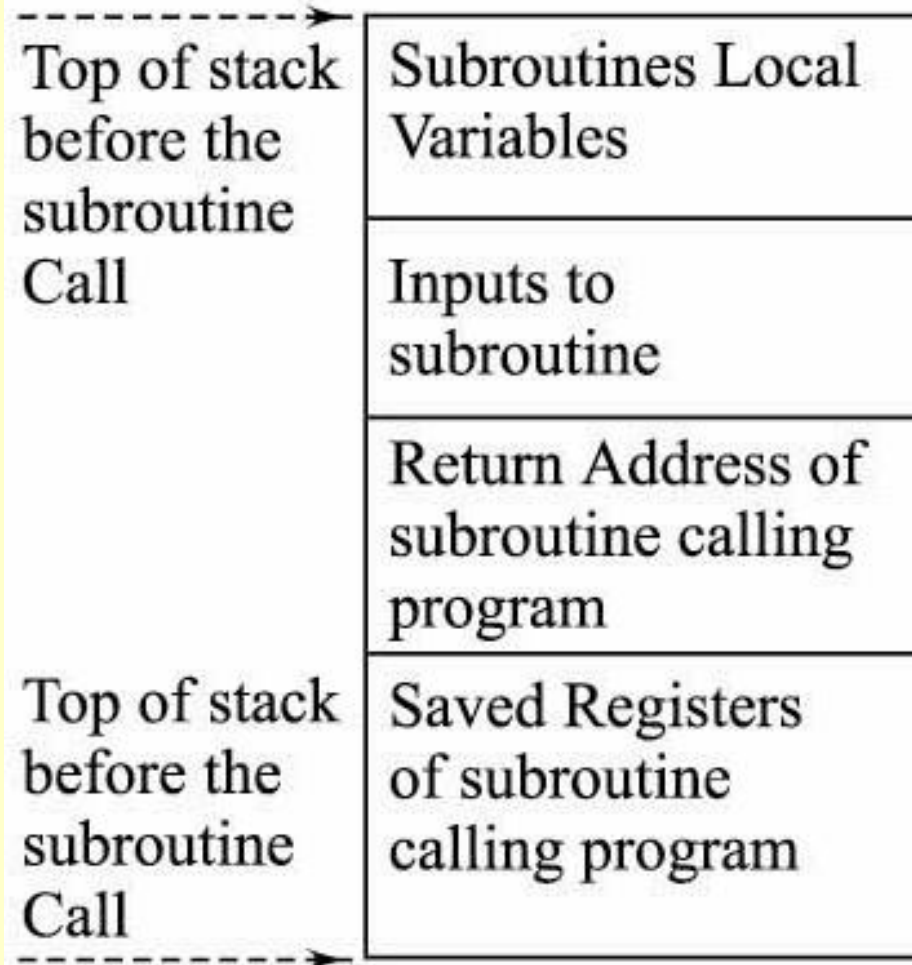 Top of stack
before the
subroutine
Call
Subroutines Local
Variables
Inputs to
subroutine
Return Address of
subroutine calling
program
Top of stack
before the
subroutine
Call
Saved Registers
of subroutine
calling program